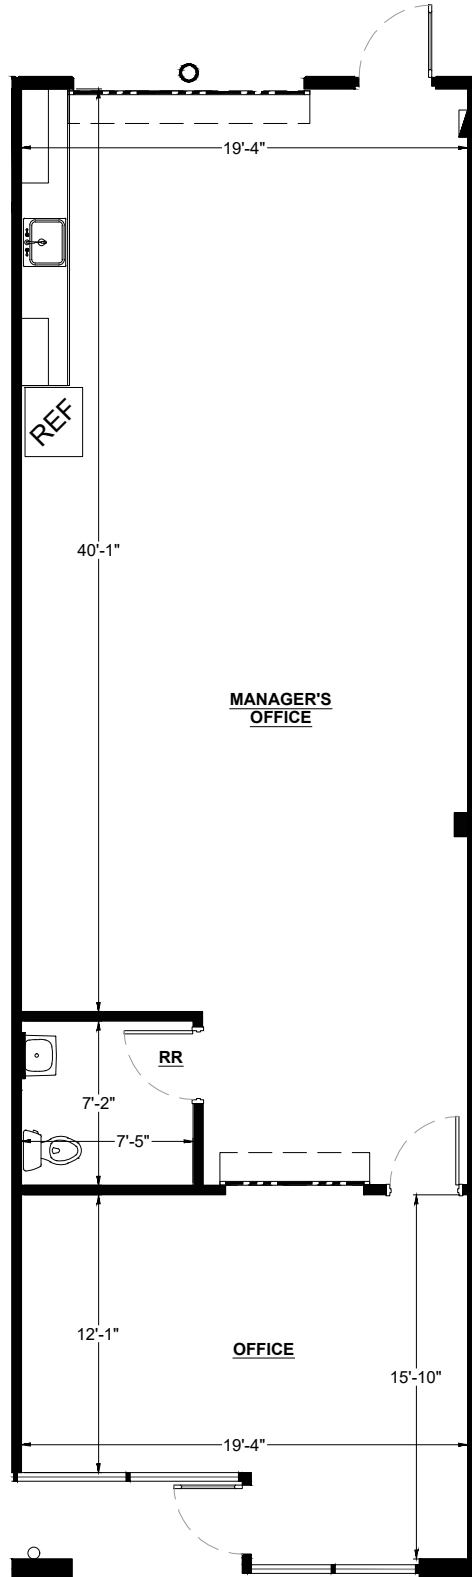 19'-4"
REF
40'-1"
MANAGER'S
OFFICE
RR
7'-2"
7'-5"
12'-1"
OFFICE
15'-10"
19'-4"